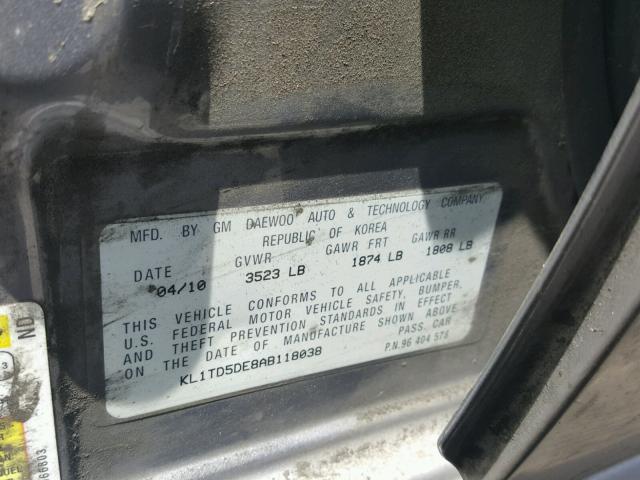 MFD. BY GM DAEWOO AUTO & TECHNOLOGY COMPANY
REPUBLIC OF KOREA
DATE GVWR GAWR FRT GAWR RR
04/10 3523 LB 1874 LB 1808 LB
THIS VEHICLE CONFORMS TO ALL APPLICABLE
U.S. FEDERAL MOTOR VEHICLE SAFETY, BUMPER,
AND THEFT PREVENTION STANDARDS IN EFFECT
ON THE DATE OF MANUFACTURE SHOWN ABOVE
PASS CAR
KL1TD5DE8AB118038
P.N.96 404 578
ND
3